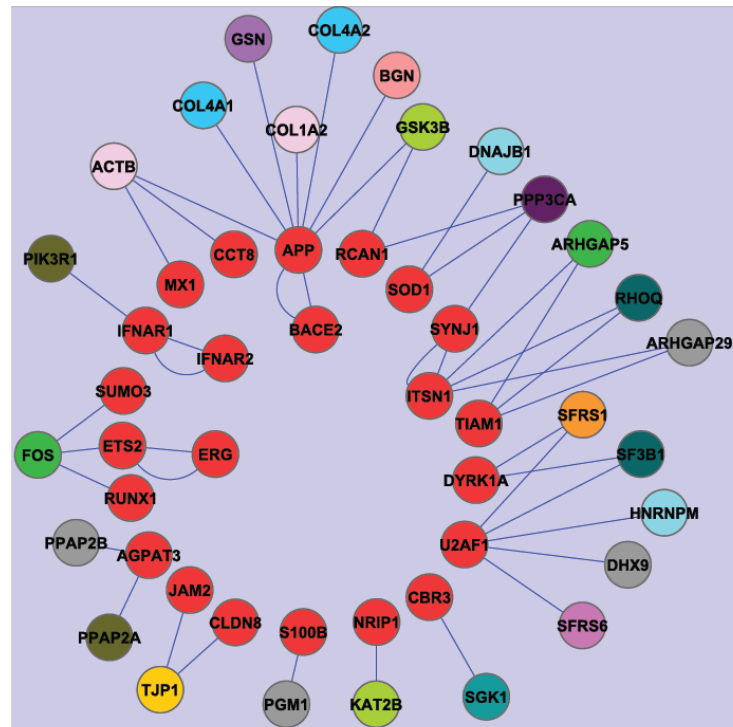 COL4A2
GSN
BGN
COL4A1
GSK3B
COL1A2
DNAJB1
ACTB
PPP3CA
ARHGAP5
CCT8
APP
RCAN1
PIK3R1
MX1
SOD1
RHOQ
IFNAR1
BACE2
SYNJ1
ARHGAP29
IFNAR2
SUMO3
ITSN1
TIAM1
SFRS1
ETS2
FOS
ERG
SF3B1
DYRK1A
RUNX1
HNRNPM
PPAP2B
AGPAT3
U2AF1
DHX9
JAM2
CBR3
CLDN8
S100B
NRIP1
SFRS6
PPAP2A
TJP1
PGM1
KAT2B
SGK1